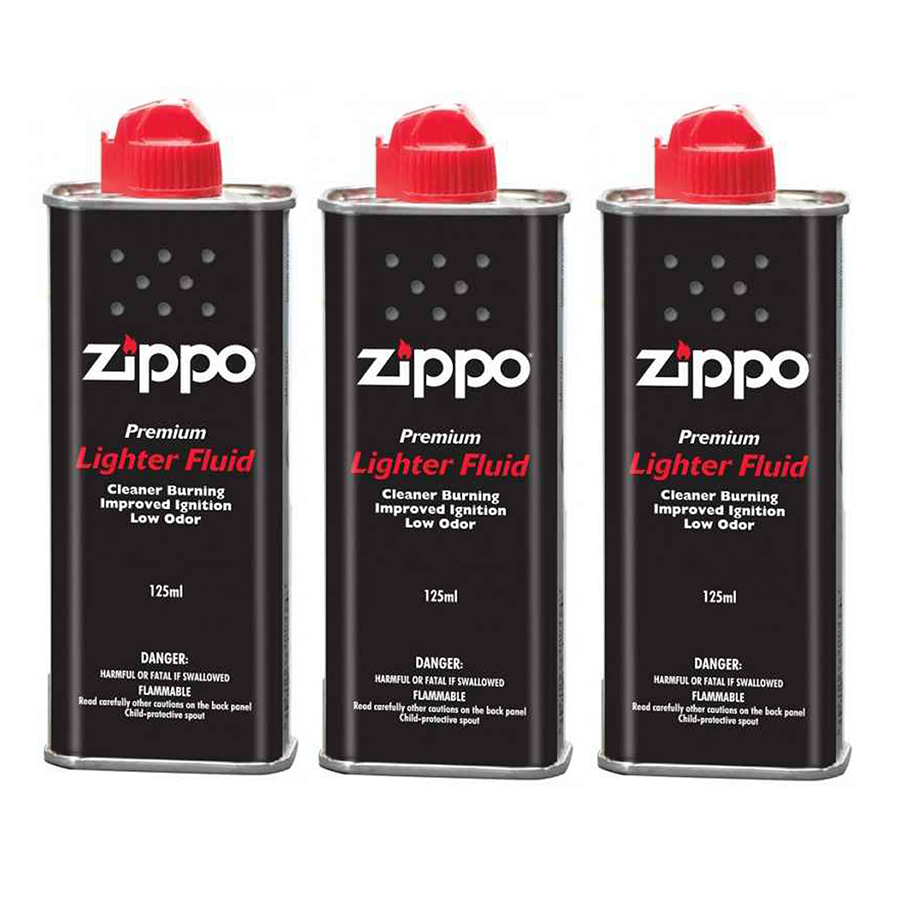 zippo
Premium
Lighter Fluid
Cleaner Burning
Improved Ignition
Low Odor
125ml
DANGER:
HARMFUL OR FATAL IF SWALLOWED
FLAMMABLE
Read carefully other cautions on the back panel
Child-protective spout
zippo
Premium
Lighter Fluid
Cleaner Burning
Improved Ignition
Low Odor
125ml
DANGER:
HARMFUL OR FATAL IF SWALLOWED
FLAMMABLE
Read carefully other cautions on the back panel
Child-protective spout
zippo
Premium
Lighter Fluid
Cleaner Burning
Improved Ignition
Low Odor
125ml
DANGER:
HARMFUL OR FATAL IF SWALLOWED
FLAMMABLE
Read carefully other cautions on the back panel
Child-protective spout